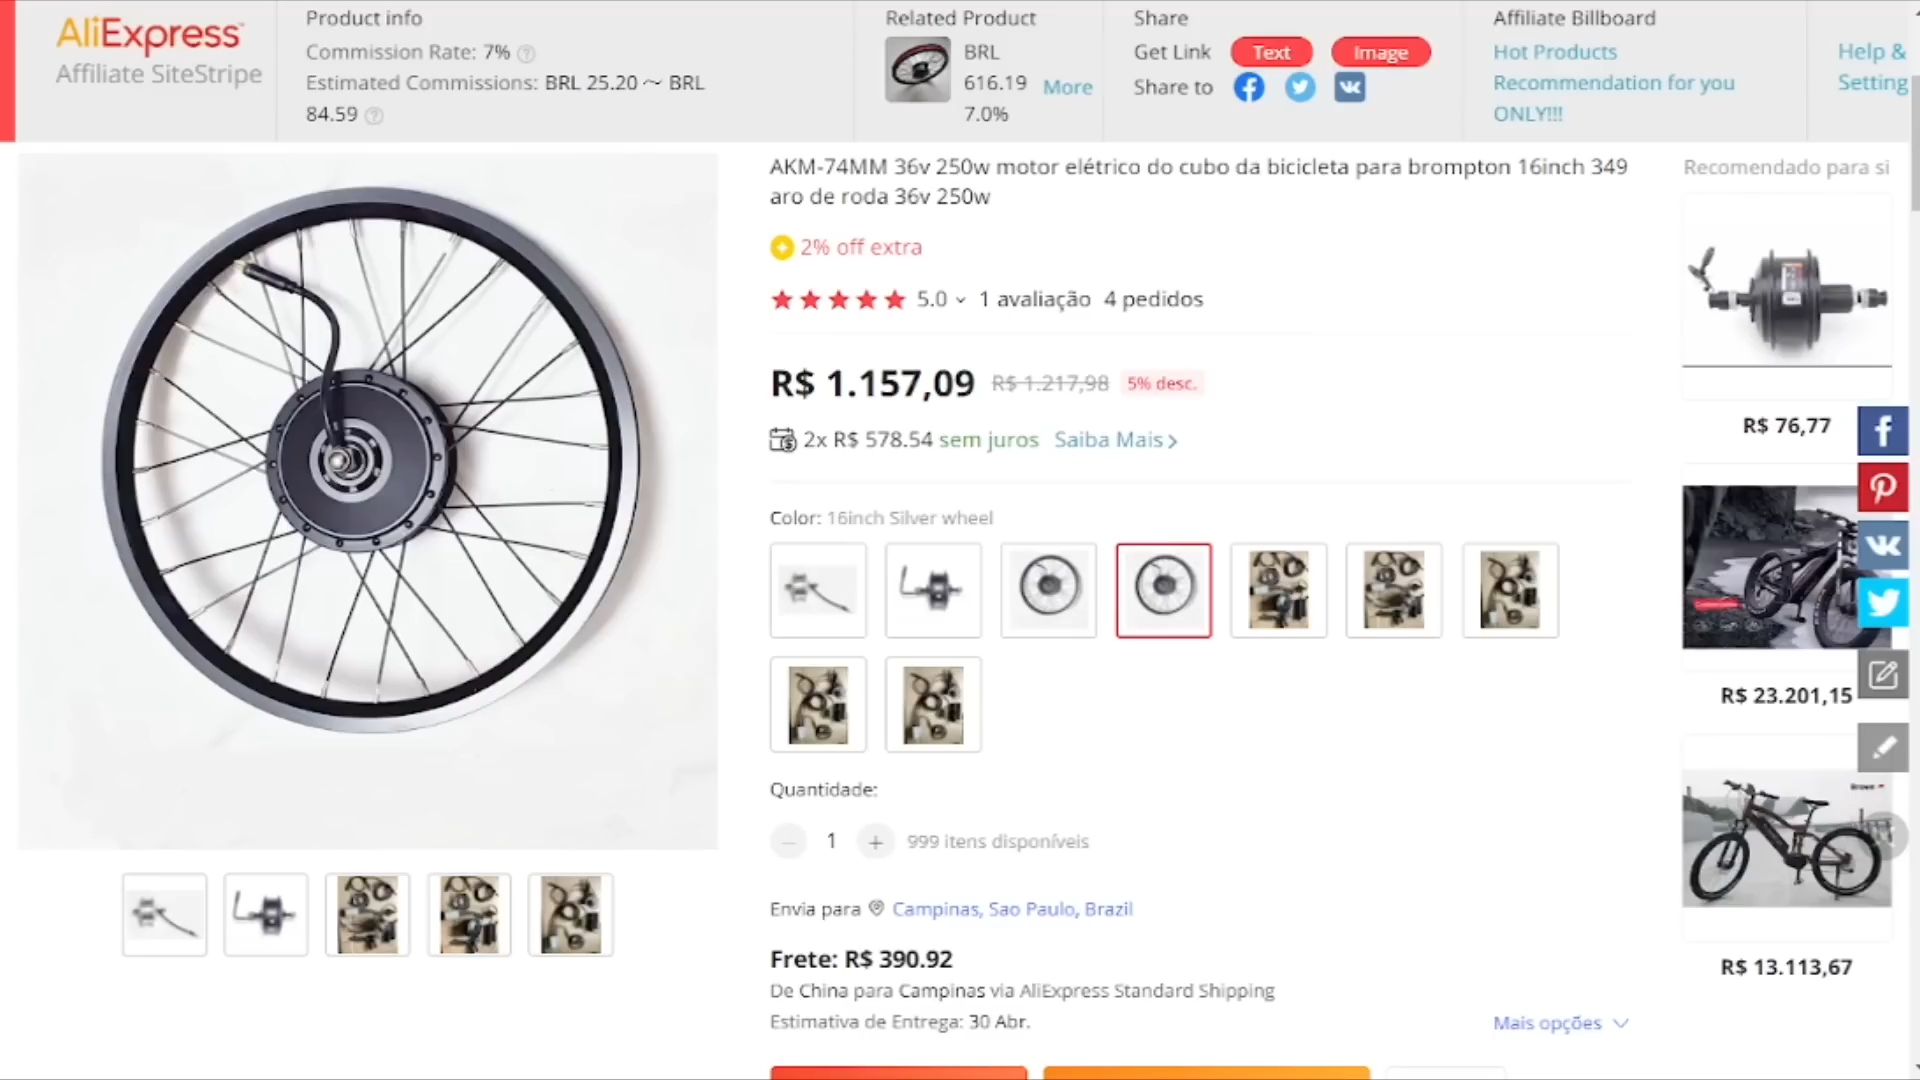 AliExpress
Affiliate SiteStripe
Product info
Commission Rate: 7%
Estimated Commissions: BRL 25.20 ～ BRL
84.59
Related Product
BRL
616.19
7.0%
More
Share
Get Link Text Image
Share to
Affiliate Billboard
Hot Products
Recommendation for you
ONLY!!!
Help &
Setting
AKM-74MM 36v 250w motor elétrico do cubo da bicicleta para brompton 16inch 349
aro de roda 36v 250w
2% off extra
5.0 1 avaliação 4 pedidos
R$ 1.157,09 R$ 1.217,98 5% desc.
2x R$ 578.54 sem juros Saiba Mais
Color: 16inch Silver wheel
Quantidade:
1 999 itens disponíveis
Envia para Campinas, Sao Paulo, Brazil
Frete: R$ 390.92
De China para Campinas via AliExpress Standard Shipping
Estimativa de Entrega: 30 Abr.
Mais opções
Recomendado para si
R$ 76,77
R$ 23.201,15
R$ 13.113,67